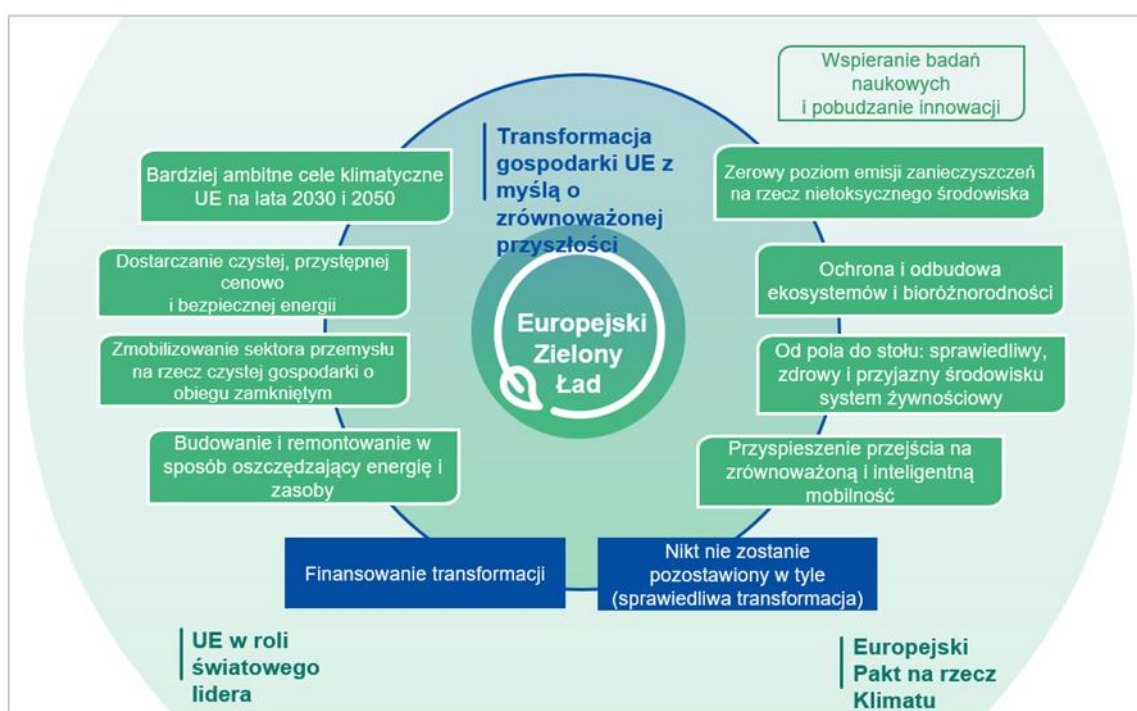 Wspieranie badań
naukowych
i pobudzanie innowacji
Transformacja
gospodarki UE z
myślą o
zrównoważonej
przyszłości
Bardziej ambitne cele klimatyczne
UE na lata 2030 i 2050
Zerowy poziom emisji zanieczyszczeń
na rzecz nietoksycznego środowiska
Dostarczanie czystej, przystępnej
cenowo
i bezpiecznej energii
Ochrona i odbudowa
ekosystemów i bioróżnorodności
Europejski
Zielony
Ład
Zmobilizowanie sektora przemysłu
na rzecz czystej gospodarki o
obiegu zamkniętym
Od pola do stołu: sprawiedliwy,
zdrowy i przyjazny środowisku
system żywnościowy
Budowanie i remontowanie w
sposób oszczędzający energię i
zasoby
Przyspieszenie przejścia na
zrównoważoną i inteligentną
mobilność
Finansowanie transformacji
Nikt nie zostanie
pozostawiony w tyle
(sprawiedliwa transformacja)
UE w roli
światowego
lidera
Europejski
Pakt na rzecz
Klimatu